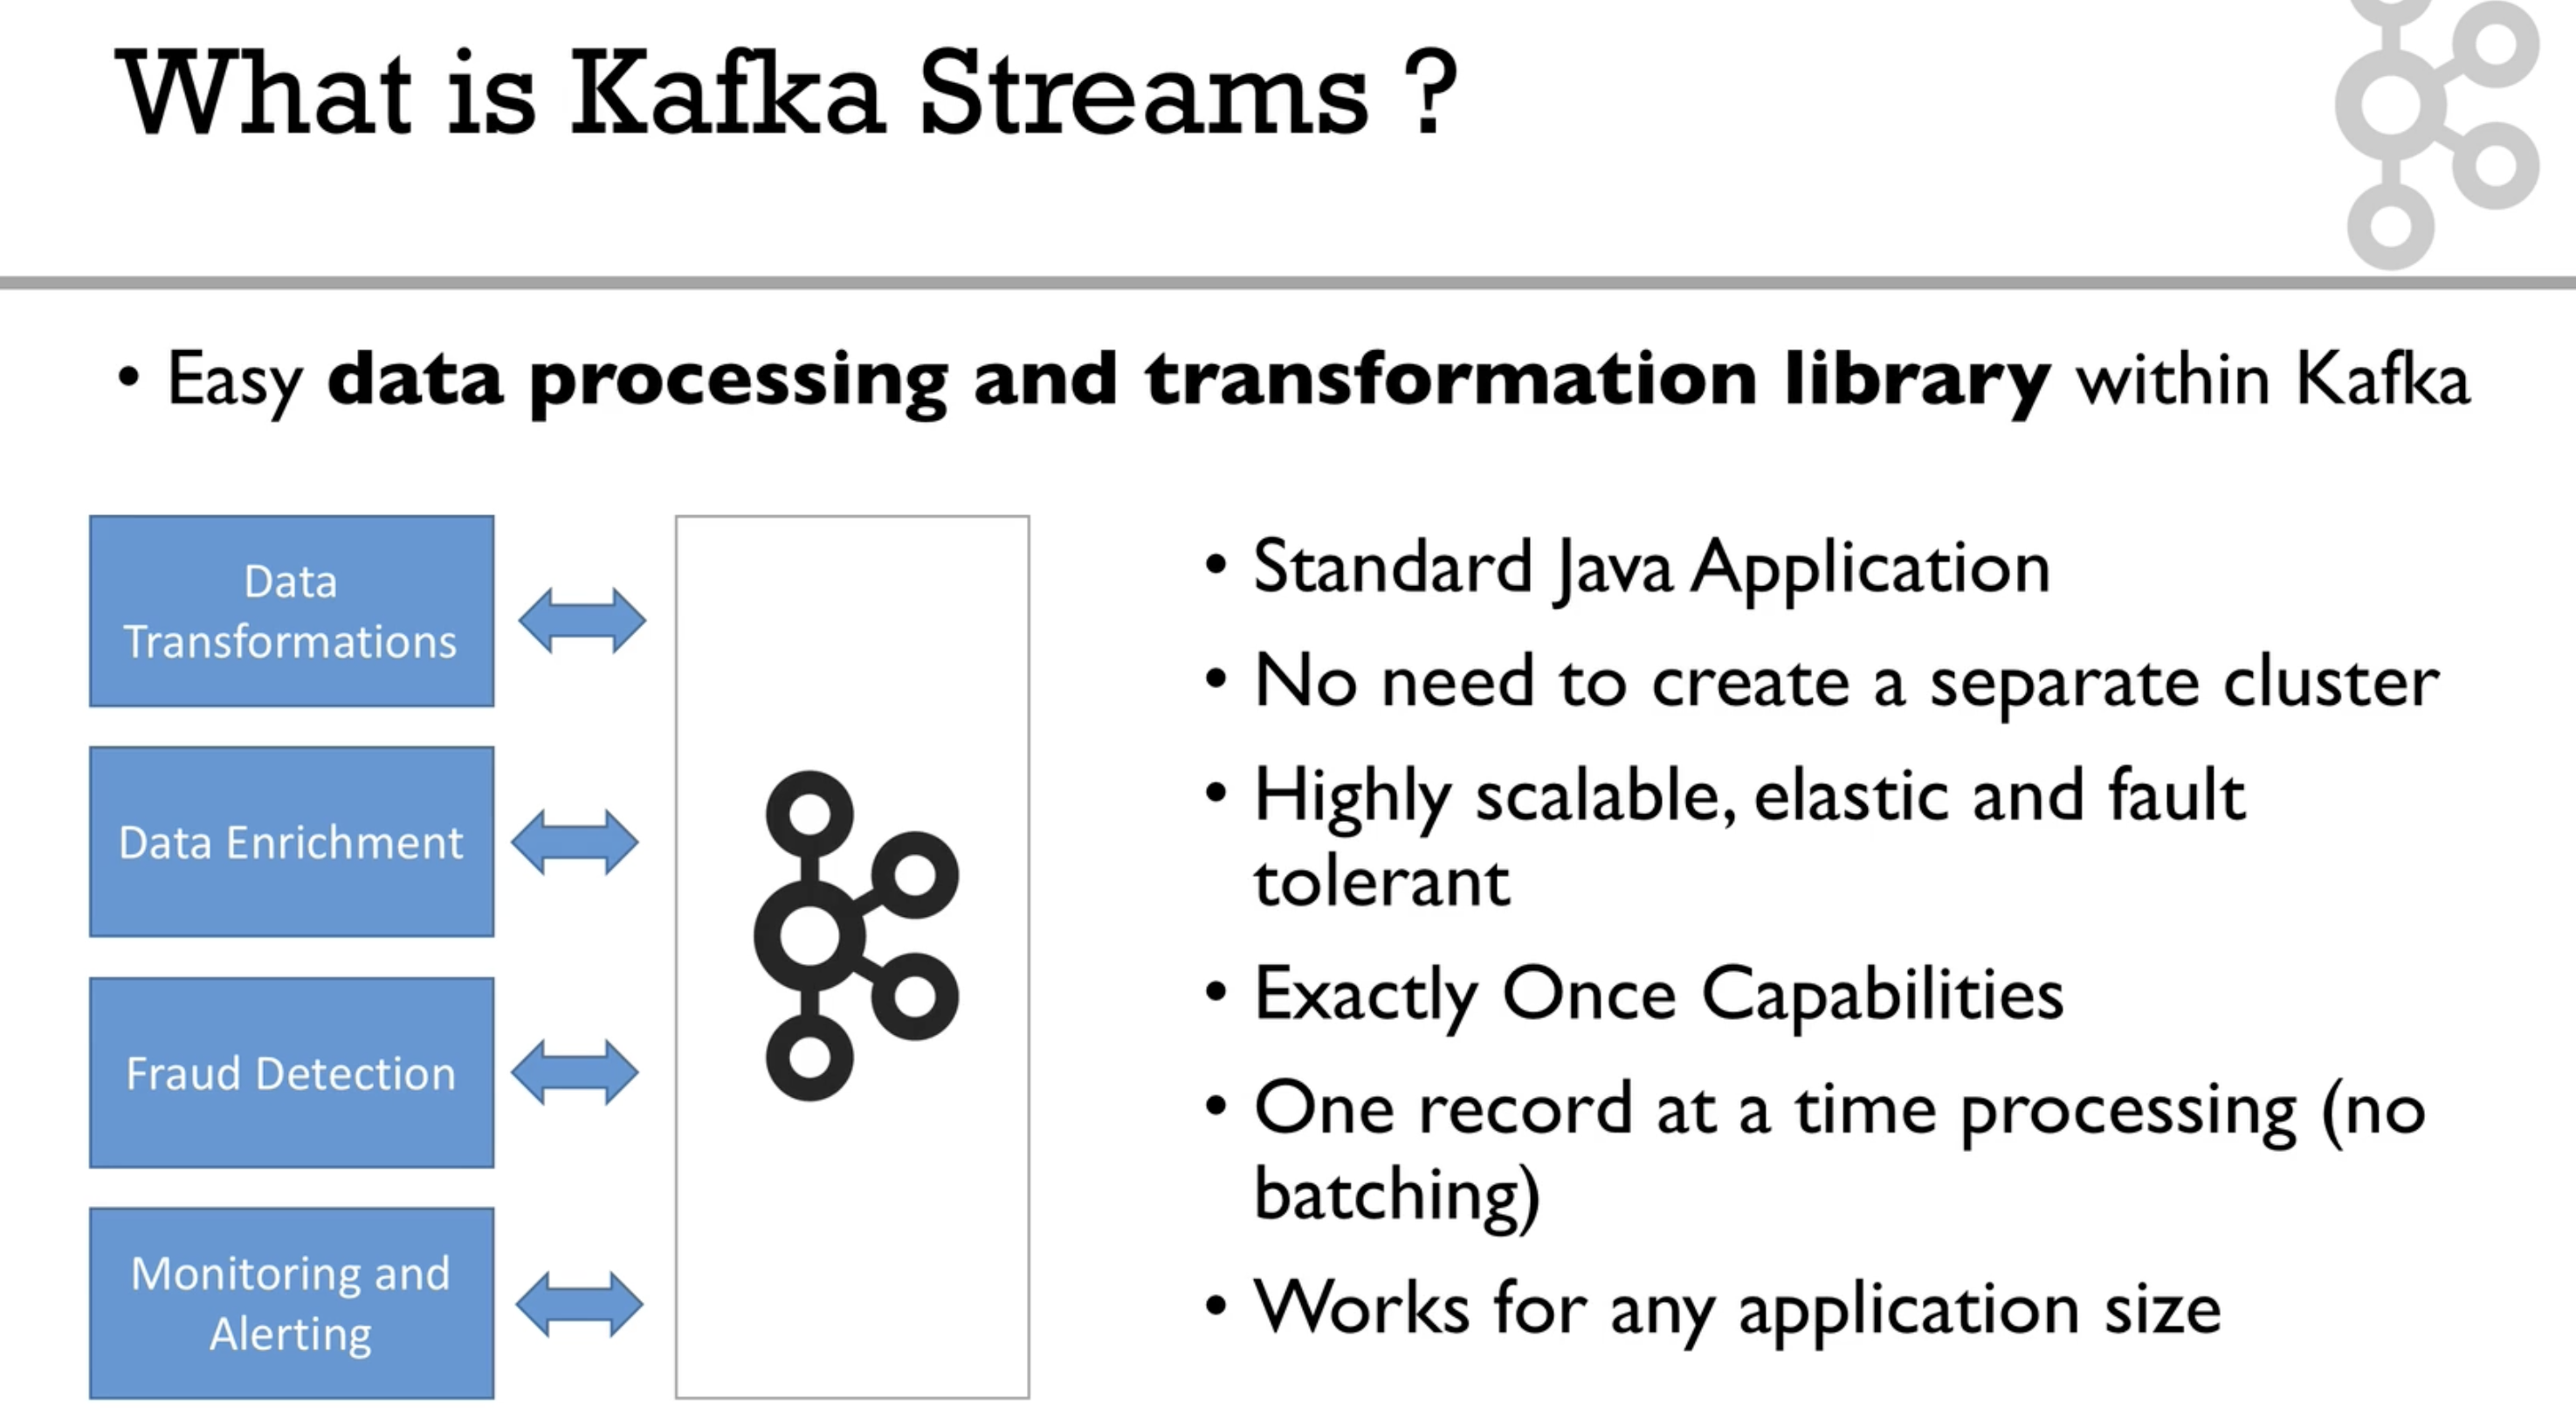 What is Kafka Streams ?
• Easy data processing and transformation library within Kafka
Data
Transformations
Data Enrichment
Fraud Detection
Monitoring and
Alerting
• Standard Java Application
• No need to create a separate cluster
• Highly scalable, elastic and fault
tolerant
• Exactly Once Capabilities
• One record at a time processing (no
batching)
• Works for any application size